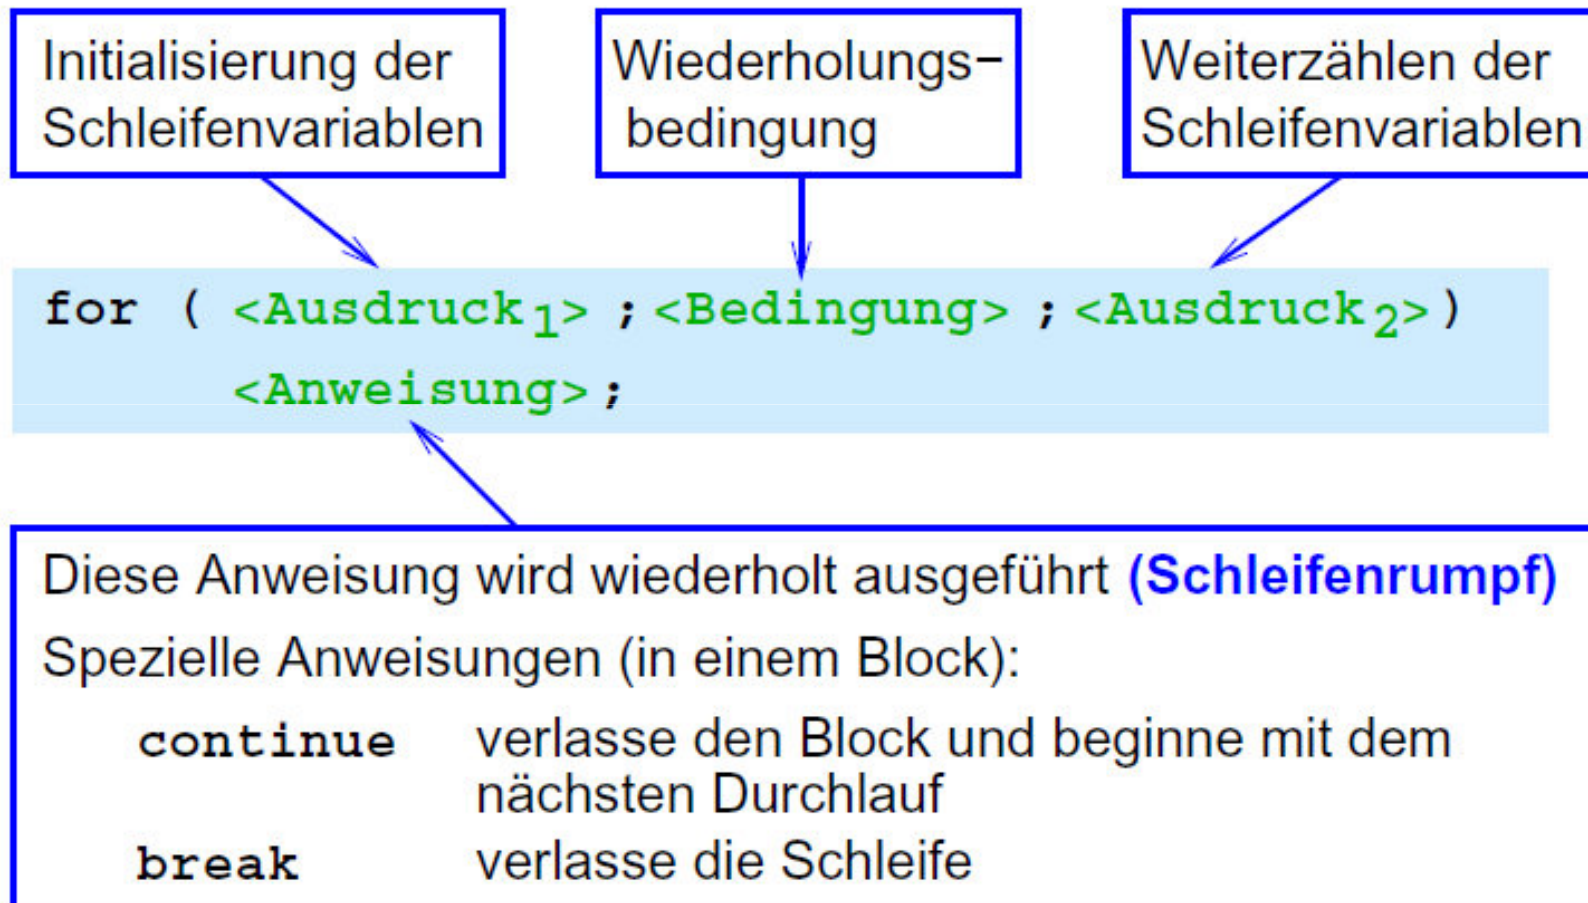 Initialisierung der
Schleifenvariablen
Wiederholungs-
bedingung
Weiterzählen der
Schleifenvariablen
for ( <Ausdruck1> ; <Bedingung> ; <Ausdruck2> )
<Anweisung> ;
Diese Anweisung wird wiederholt ausgeführt (Schleifenrumpf)
Spezielle Anweisungen (in einem Block):
continue verlasse den Block und beginne mit dem
nächsten Durchlauf
break verlasse die Schleife